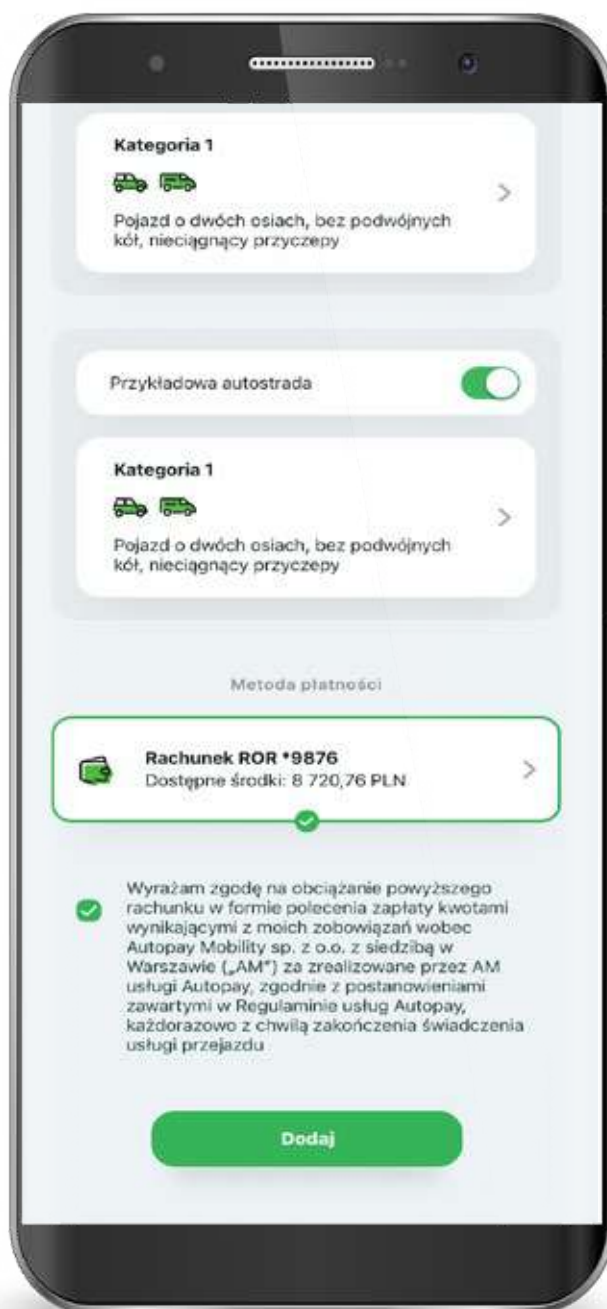 Kategoria 1
Pojazd o dwóch osiach, bez podwójnych
kół, nieciągnący przyczepy
Przykładowa autostrada
Kategoria 1
Pojazd o dwóch osiach, bez podwójnych
kół, nieciągnący przyczepy
Metoda płatności
Rachunek ROR *9876
Dostępne środki: 8 720,76 PLN
Wyrażam zgodę na obciążanie powyższego
rachunku w formie polecenia zapłaty kwotami
wynikającymi z moich zobowiązań wobec
Autopay Mobility sp. z o.o. z siedzibą w
Warszawie („AM") za zrealizowane przez AM
usługi Autopay, zgodnie z postanowieniami
zawartymi w Regulaminie usług Autopay,
każdorazowo z chwilą zakończenia świadczenia
usługi przejazdu
Dodaj